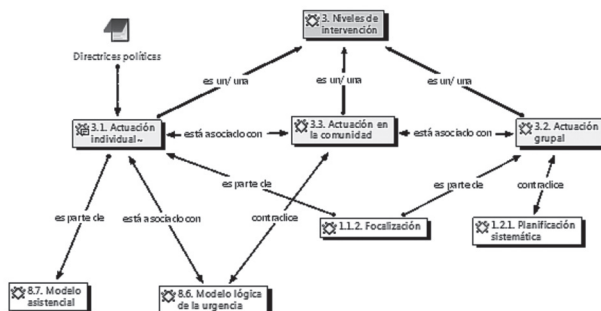 3. Niveles de
intervención
Directrices políticas
es un/ una
es un/ una
es un/ una
3.1. Actuación
individual~
está asociado con
3.3. Actuación en
la comunidad
está asociado con
3.2. Actuación
grupal
es parte de
está asociado con
es parte de
contradice
es parte de
contradice
1.1.2. Focalización
1.2.1. Planificación
sistemática
8.7. Modelo
asistencial
8.6. Modelo lógica
de la urgencia